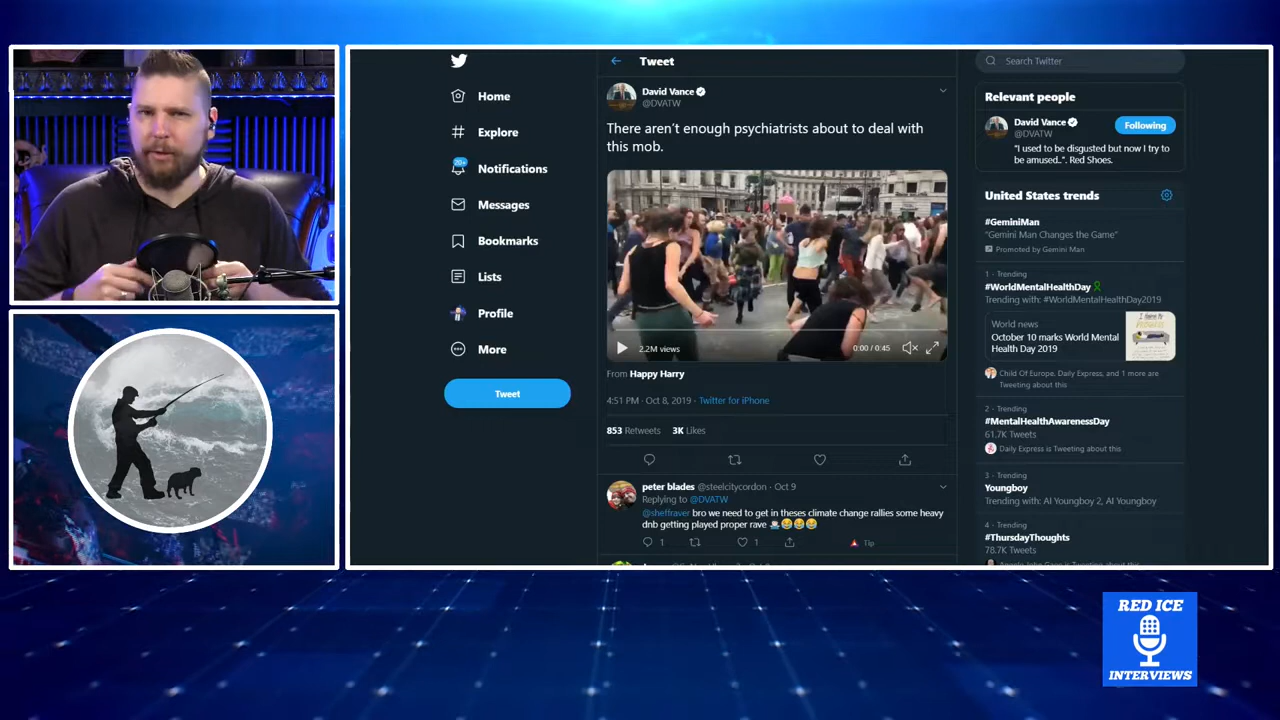 Home
Explore
20+
Notifications
Messages
Bookmarks
Lists
Profile
More
Tweet
Tweet
David Vance
@DVATW
There aren't enough psychiatrists about to deal with
this mob.
2.2M views
0:00 / 0:45
From Happy Harry
4:51 PM · Oct 8, 2019 · Twitter for iPhone
853 Retweets 3K Likes
peter blades @steelcitycordon · Oct 9
Replying to @DVATW
@sheffraver bro we need to get in theses climate change rallies some heavy
dnb getting played proper rave
1
1
Tip
Search Twitter
Relevant people
David Vance
@DVATW
Following
"I used to be disgusted but now I try to
be amused..". Red Shoes.
United States trends
#GeminiMan
"Gemini Man Changes the Game"
Promoted by Gemini Man
1 · Trending
#WorldMentalHealthDay
Trending with: #WorldMentalHealthDay2019
World news
October 10 marks World Mental
Health Day 2019
Child Of Europe, Daily Express, and 1 more are
Tweeting about this
2 · Trending
#MentalHealthAwarenessDay
61.7K Tweets
Daily Express is Tweeting about this
3 · Trending
Youngboy
Trending with: AI Youngboy 2, AI Youngboy
4 · Trending
#ThursdayThoughts
78.7K Tweets
RED ICE
INTERVIEWS